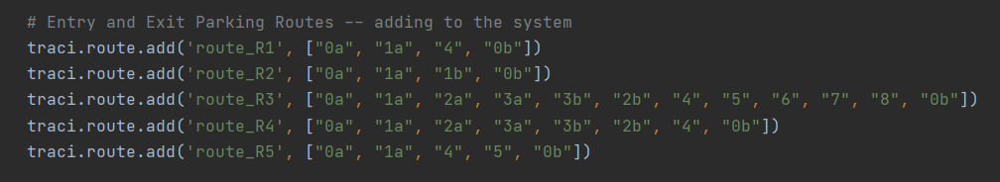 # Entry and Exit Parking Routes -- adding to the system
traci.route.add('route_R1', ["0a", "1a", "4", "0b"])
traci.route.add('route_R2', ["0a", "1a", "1b", "0b"])
traci.route.add('route_R3', ["0a", "1a", "2a", "3a", "3b", "2b", "4", "5", "6", "7", "8", "0b"])
traci.route.add('route_R4', ["0a", "1a", "2a", "3a", "3b", "2b", "4", "0b"])
traci.route.add('route_R5', ["0a", "1a", "4", "5", "0b"])